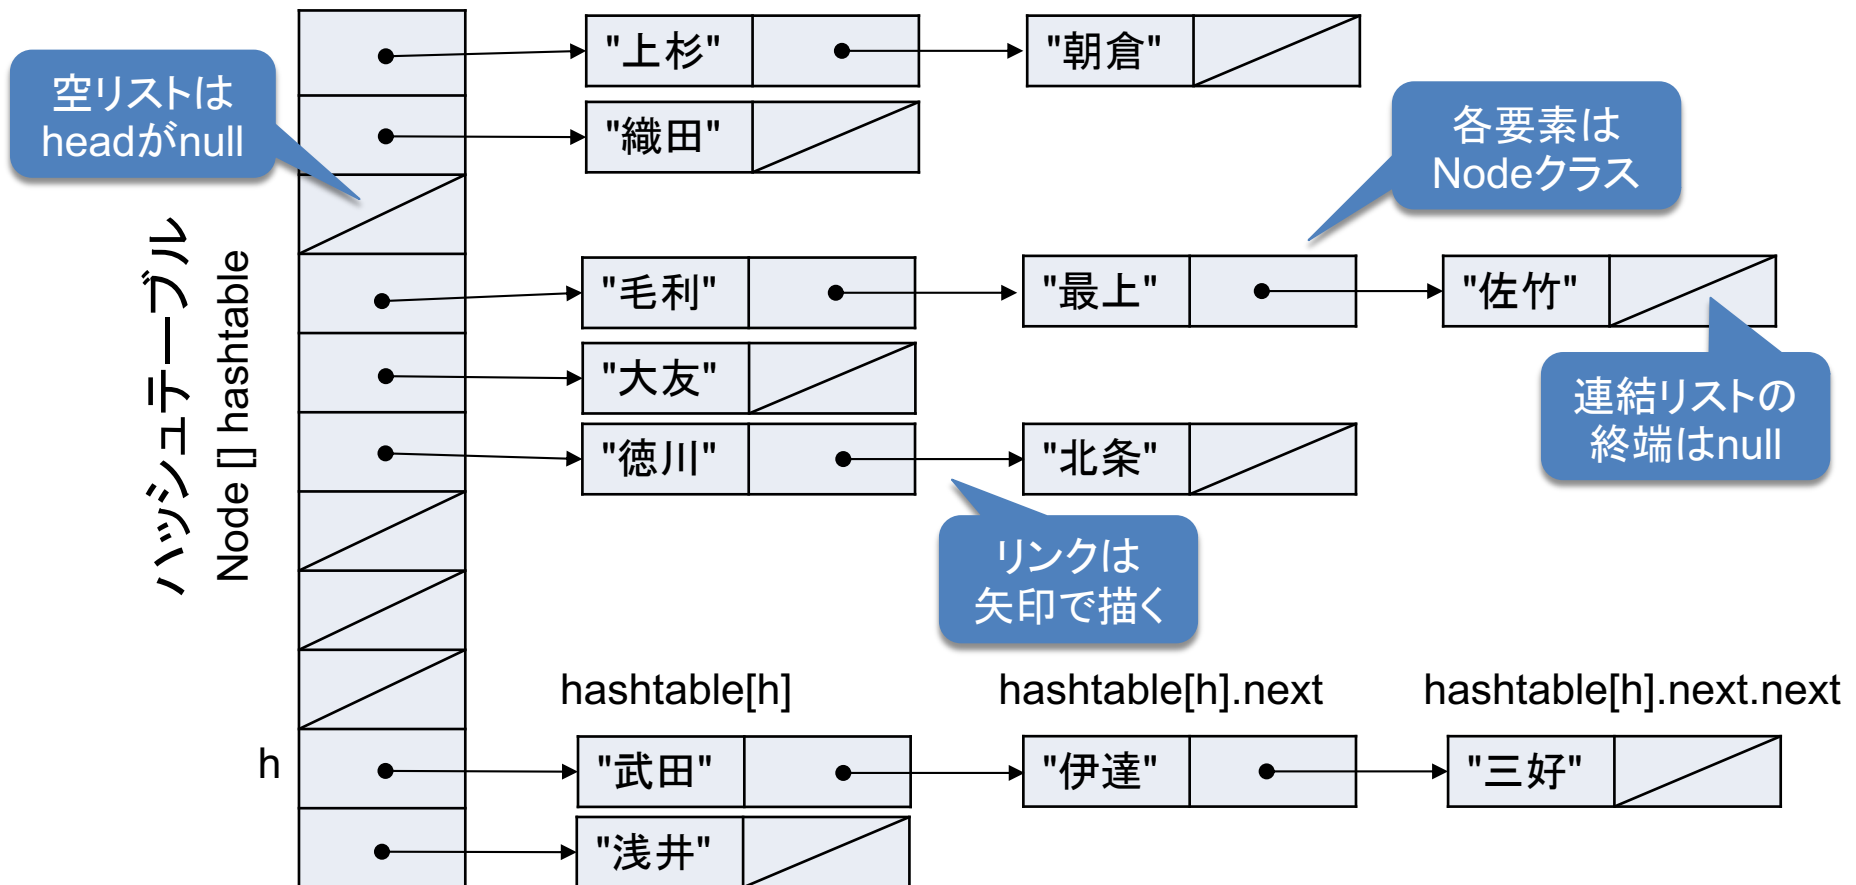 "上杉" "朝倉"
空リストは
headがnull
"織田"
各要素は
Nodeクラス
ハッシュテーブル
Node [] hashtable
"毛利" "最上" "佐竹"
"大友"
連結リストの
終端はnull
"徳川" "北条"
リンクは
矢印で描く
hashtable[h] hashtable[h].next hashtable[h].next.next
h "武田" "伊達" "三好"
"浅井"